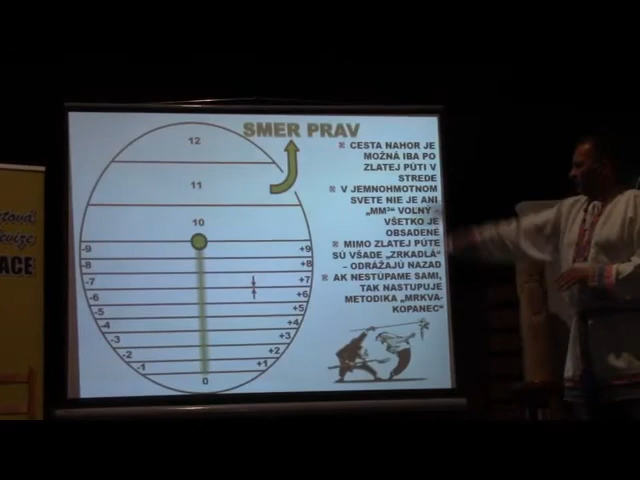 SMER PRAV
CESTA NAHOR JE
MOŽNÁ IBA PO
ZLATEJ PÚTI V
STREDE
V JEMNOHMOTNOM
SVETE NIE JE ANI
„MM³“ VOĽNÝ –
VŠETKO JE
OBSADENÉ
MIMO ZLATEJ PÚTE
SÚ VŠADE „ZRKADLÁ“
– ODRÁŽAJÚ NAZAD
AK NESTÚPAME SAMI,
TAK NASTUPUJE
METODIKA „MRKVA-
KOPANEC“
12
11
10
-9 +9
-8 +8
-7 +7
-6 +6
-5 +5
-4 +4
-3 +3
-2 +2
-1 +1
0
ACE